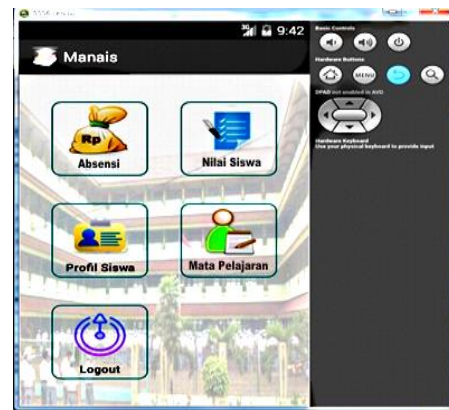 9:42
Manais
Rp
Absensi
Nilai Siswa
Profil Siswa
Mata Pelajaran
Logout
Basic Controls
Hardware Buttons
MENU
DPAD not enabled in AVD
Hardware Keyboard
Use your physical keyboard to provide input